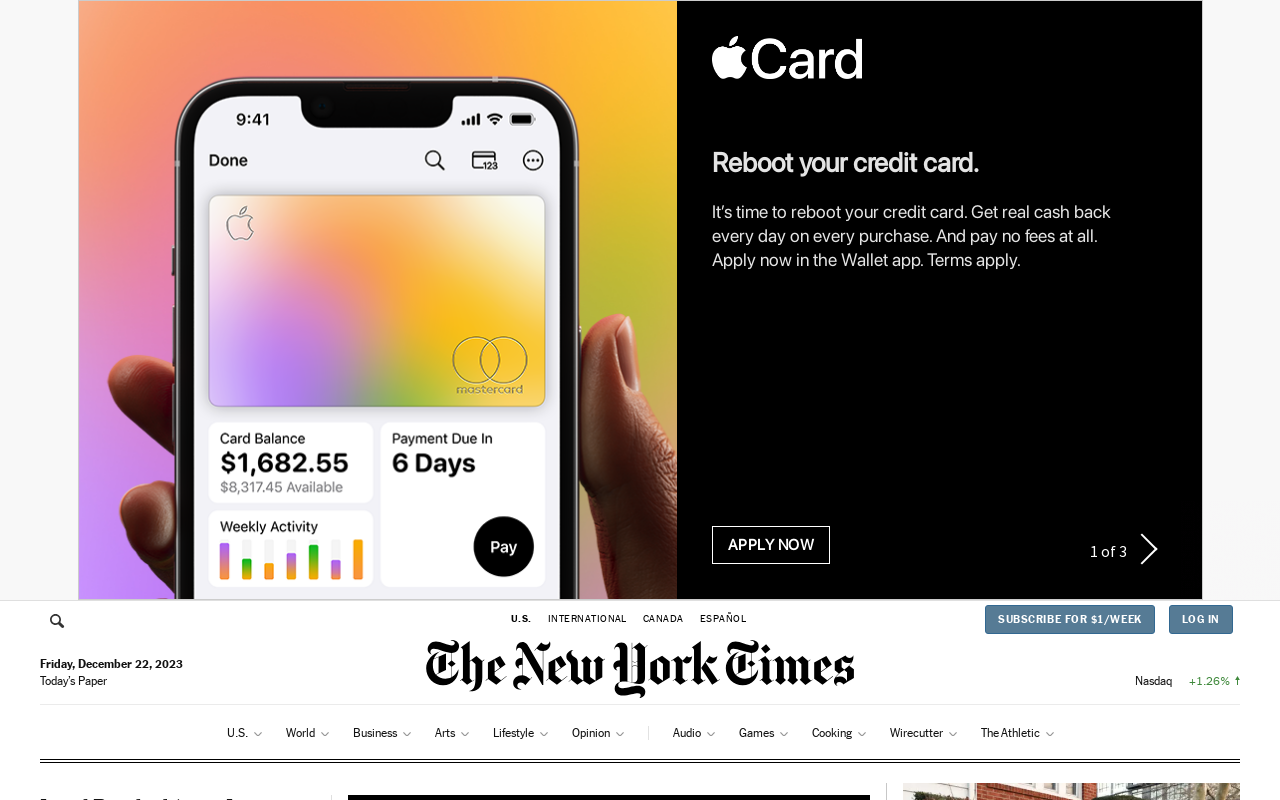 Card
Reboot your credit card.
It's time to reboot your credit card. Get real cash back
every day on every purchase. And pay no fees at all.
Apply now in the Wallet app. Terms apply.
APPLY NOW
1 of 3
9:41
Done
123
mastercard
Card Balance
$1,682.55
$8,317.45 Available
Payment Due In
6 Days
Weekly Activity
Pay
U.S. INTERNATIONAL CANADA ESPAÑOL
SUBSCRIBE FOR $1/WEEK LOG IN
The New York Times
Friday, December 22, 2023
Today's Paper
Nasdaq +1.26%
U.S. World Business Arts Lifestyle Opinion Audio Games Cooking Wirecutter The Athletic